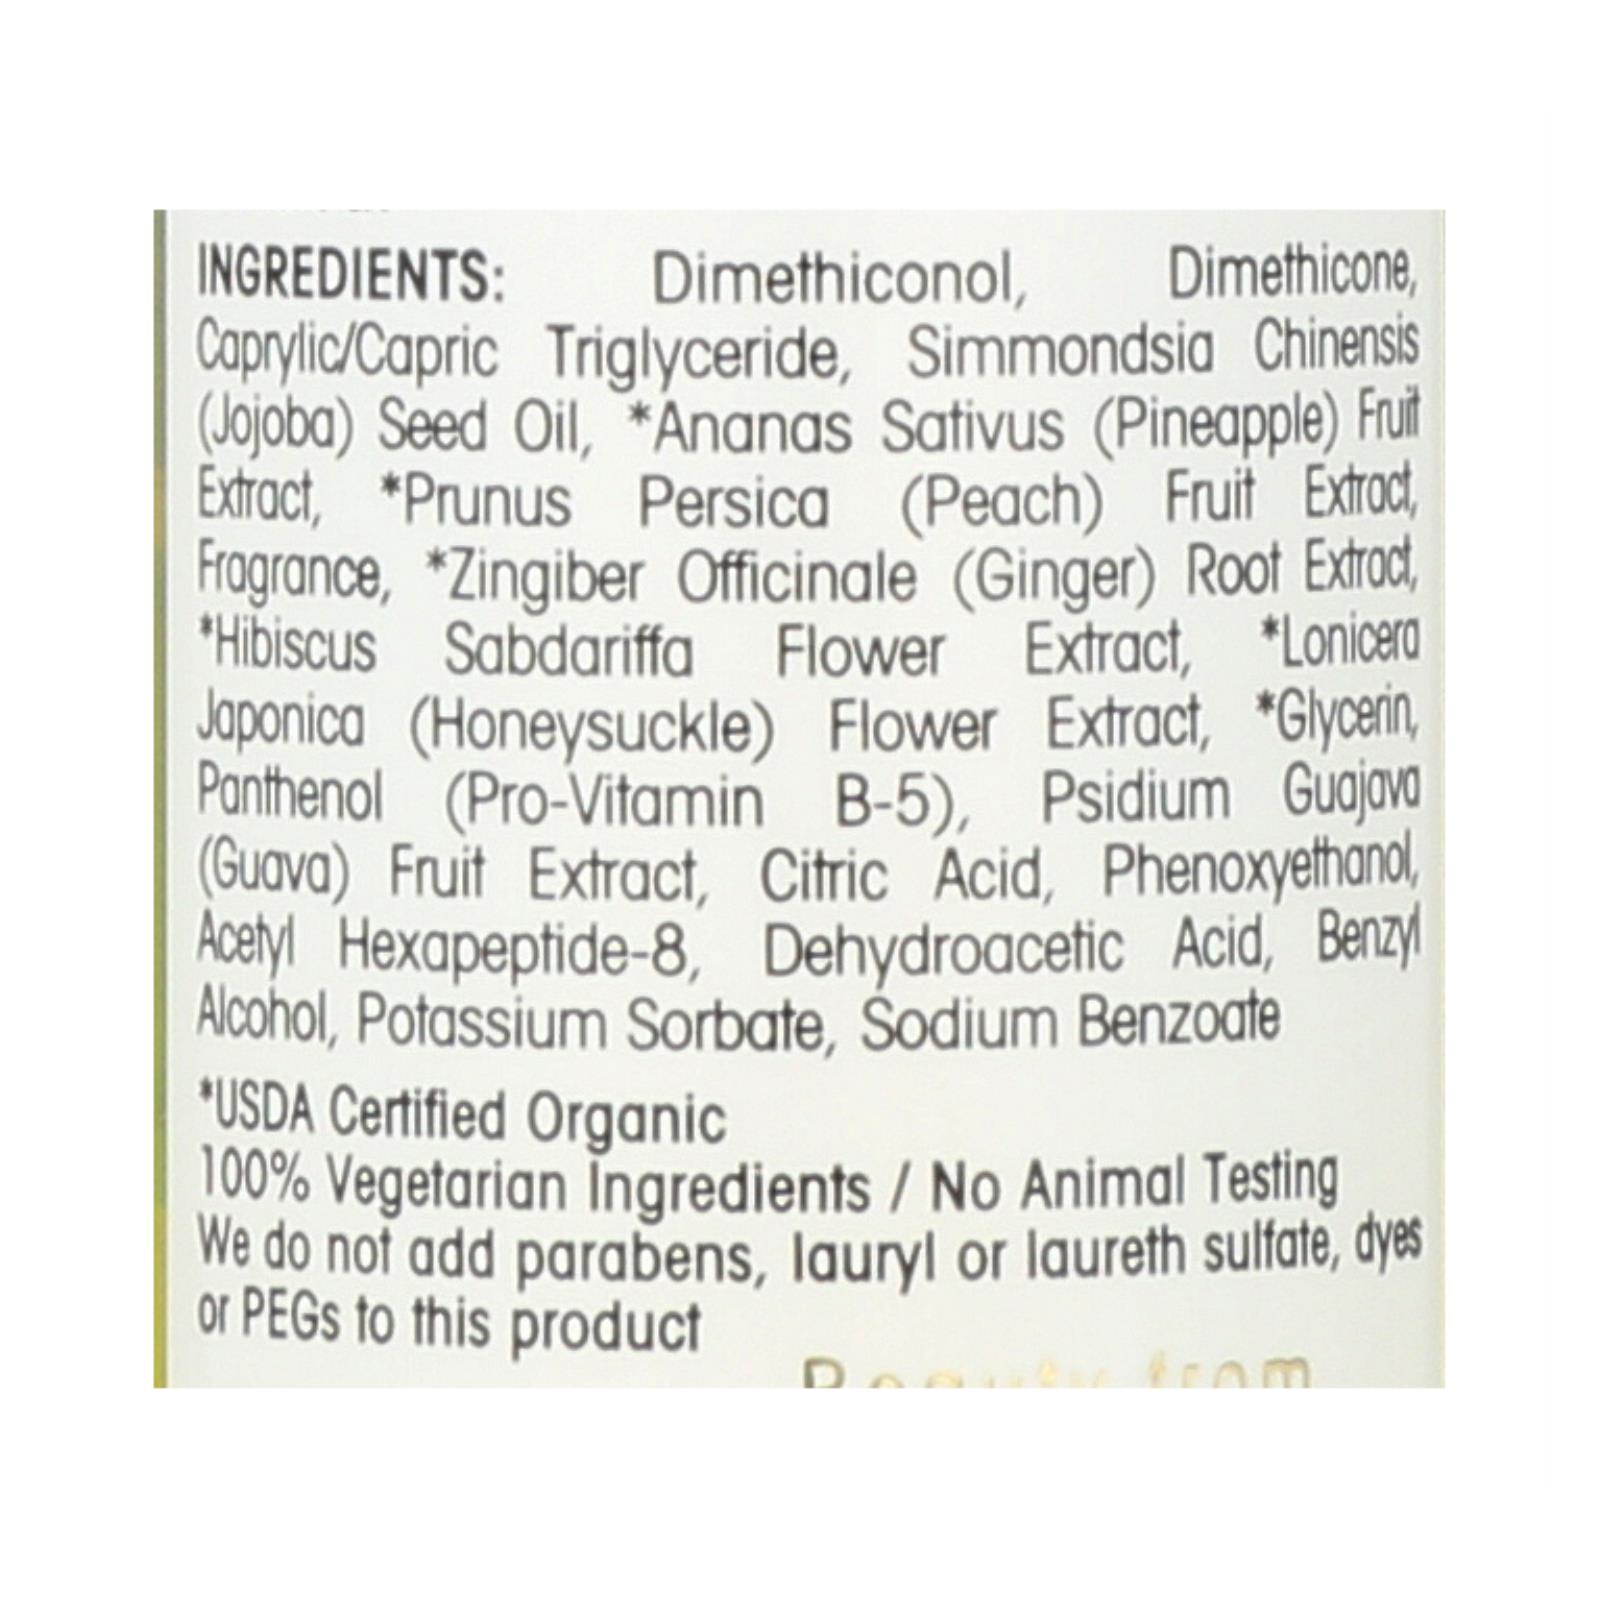 INGREDIENTS: Dimethiconol, Dimethicone,
Caprylic/Capric Triglyceride, Simmondsia Chinensis
(Jojoba) Seed Oil, *Ananas Sativus (Pineapple) Fruit
Extract, *Prunus Persica (Peach) Fruit Extract,
Fragrance, *Zingiber Officinale (Ginger) Root Extract,
*Hibiscus Sabdariffa Flower Extract, *Lonicera
Japonica (Honeysuckle) Flower Extract, *Glycerin,
Panthenol (Pro-Vitamin B-5), Psidium Guajava
(Guava) Fruit Extract, Citric Acid, Phenoxyethanol,
Acetyl Hexapeptide-8, Dehydroacetic Acid, Benzyl
Alcohol, Potassium Sorbate, Sodium Benzoate
*USDA Certified Organic
100% Vegetarian Ingredients / No Animal Testing
We do not add parabens, lauryl or laureth sulfate, dyes
or PEGs to this product
Beauty from